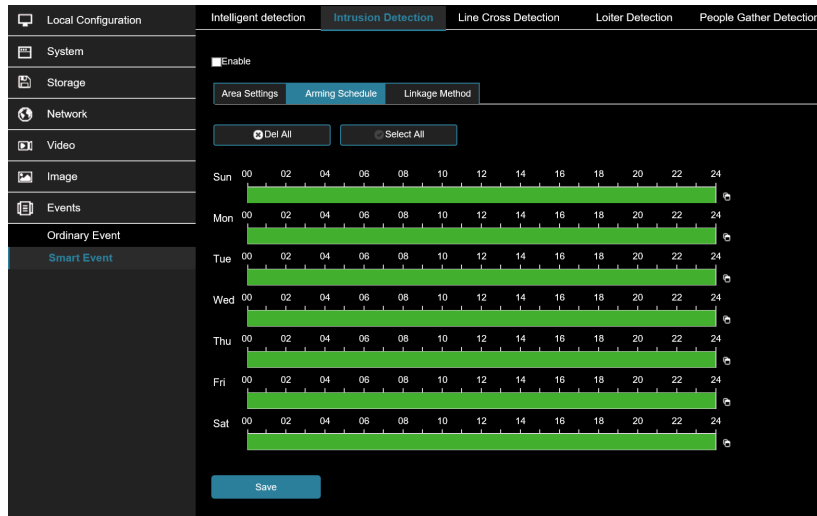 Local Configuration
System
Storage
Network
Video
Image
Events
Ordinary Event
Smart Event
Intelligent detection Intrusion Detection Line Cross Detection Loiter Detection People Gather Detection
Enable
Area Settings Arming Schedule Linkage Method
Del All Select All
Sun 00 02 04 06 08 10 12 14 16 18 20 22 24
Mon 00 02 04 06 08 10 12 14 16 18 20 22 24
Tue 00 02 04 06 08 10 12 14 16 18 20 22 24
Wed 00 02 04 06 08 10 12 14 16 18 20 22 24
Thu 00 02 04 06 08 10 12 14 16 18 20 22 24
Fri 00 02 04 06 08 10 12 14 16 18 20 22 24
Sat 00 02 04 06 08 10 12 14 16 18 20 22 24
Save